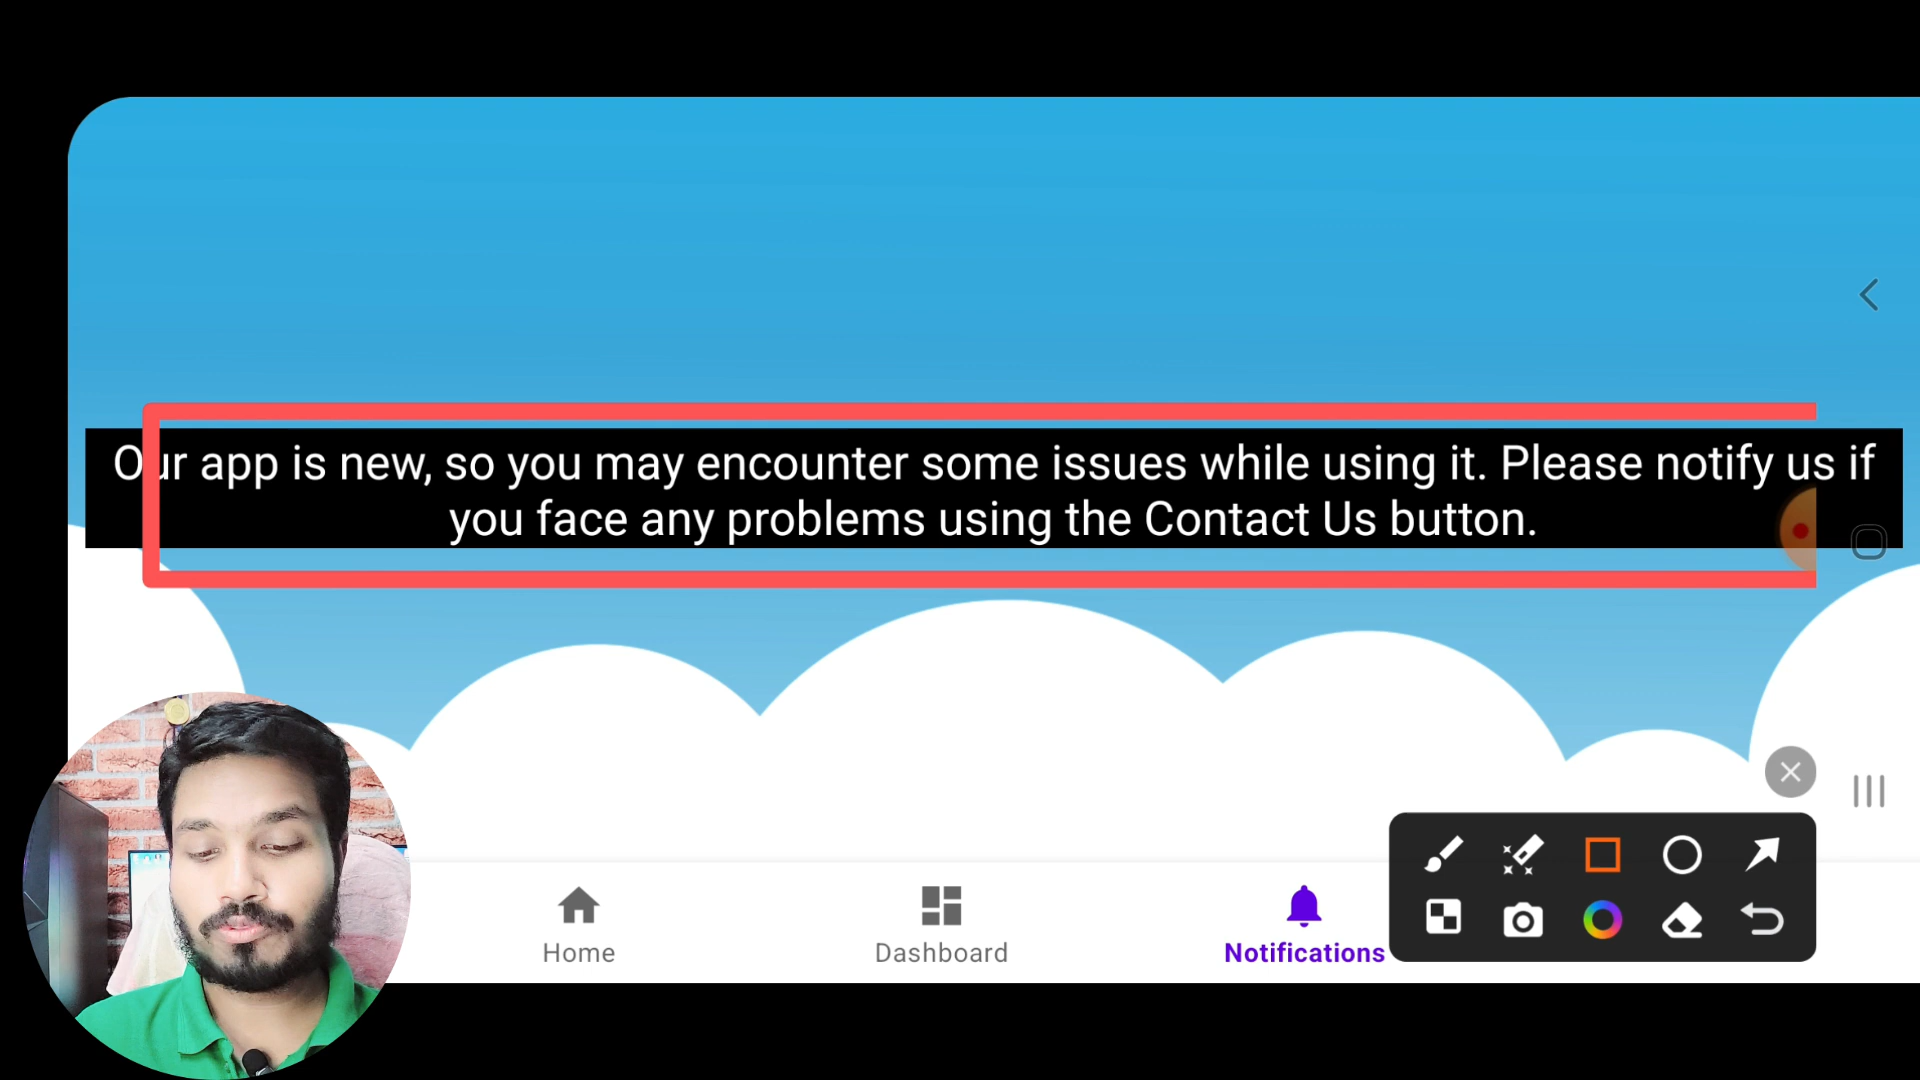 Our app is new, so you may encounter some issues while using it. Please notify us if
you face any problems using the Contact Us button.
Home
Dashboard
Notifications